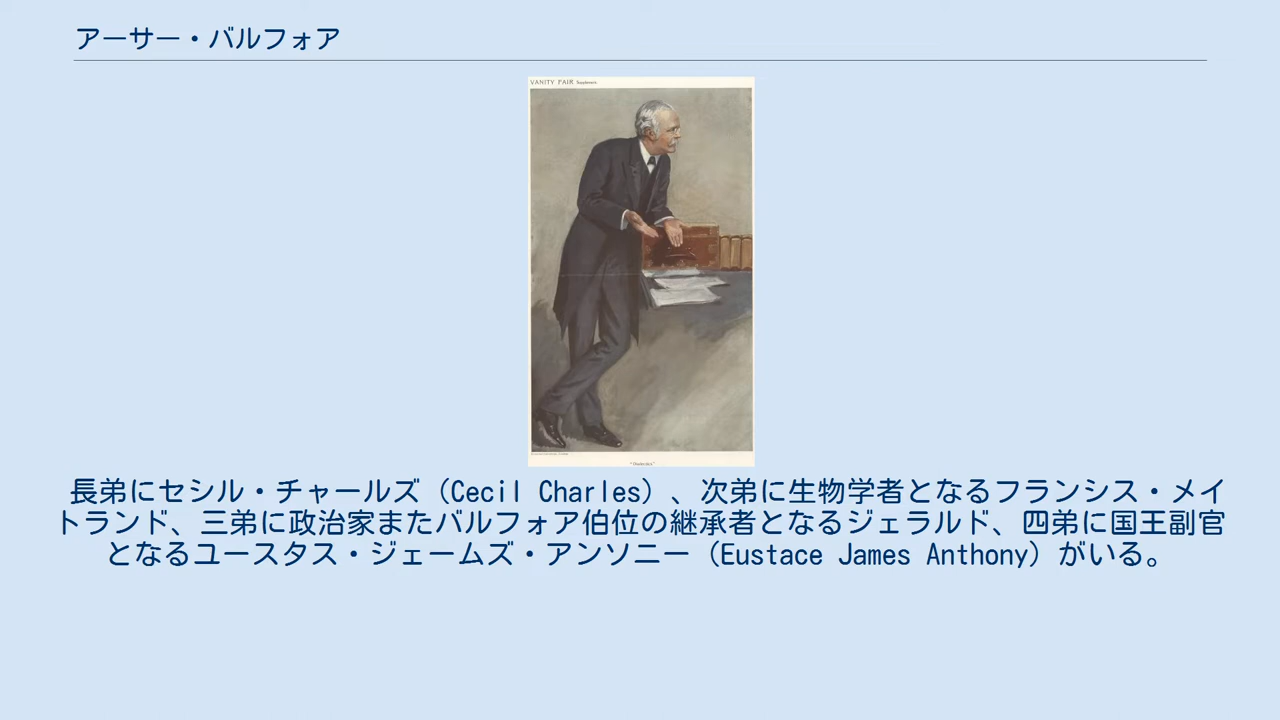 アーサー・バルフォア
VANITY FAIR Supplement
長弟にセシル・チャールズ（Cecil Charles）、次弟に生物学者となるフランシス・メイ
トランド、三弟に政治家またバルフォア伯位の継承者となるジェラルド、四弟に国王副官
となるユースタス・ジェームズ・アンソニー（Eustace James Anthony）がいる。